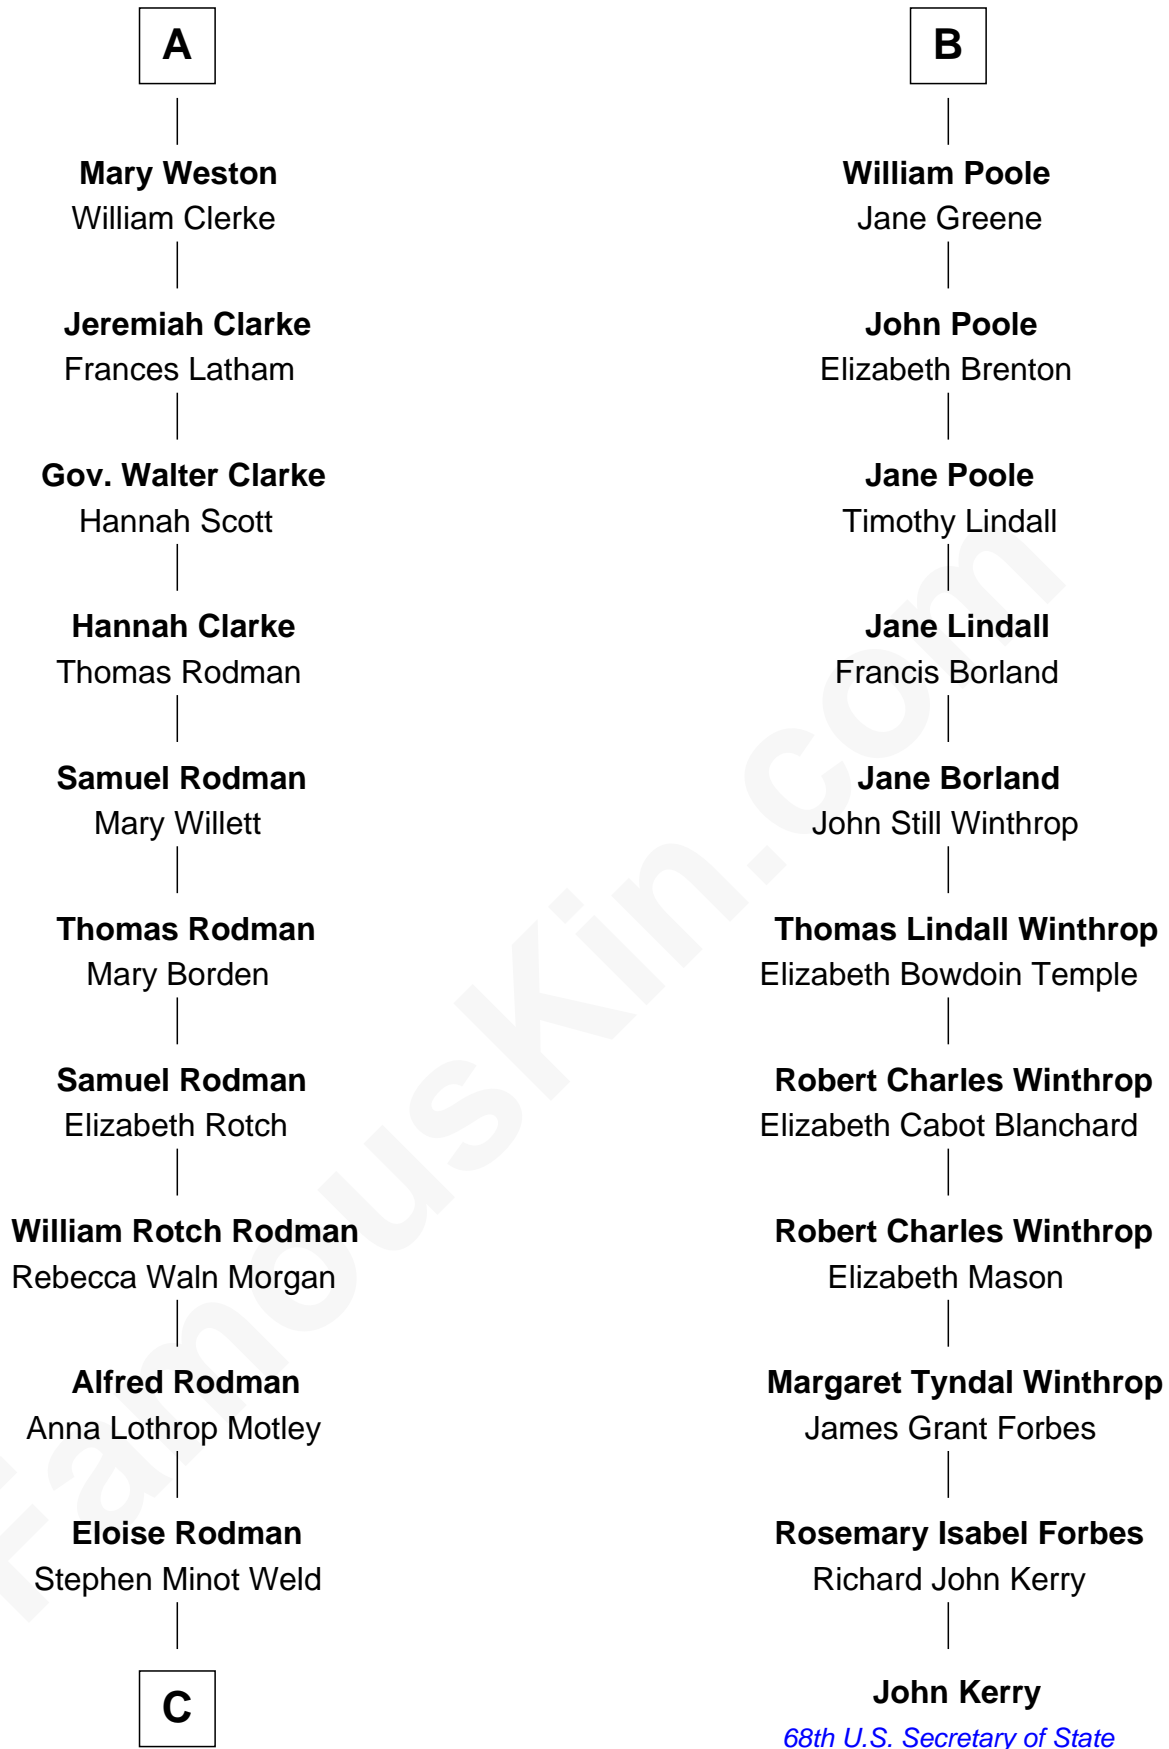 A
Mary Weston
William Clerke
Jeremiah Clarke
Frances Latham
Gov. Walter Clarke
Hannah Scott
Hannah Clarke
Thomas Rodman
Samuel Rodman
Mary Willett
Thomas Rodman
Mary Borden
Samuel Rodman
Elizabeth Rotch
William Rotch Rodman
Rebecca Waln Morgan
Alfred Rodman
Anna Lothrop Motley
Eloise Rodman
Stephen Minot Weld
C
B
William Poole
Jane Greene
John Poole
Elizabeth Brenton
Jane Poole
Timothy Lindall
Jane Lindall
Francis Borland
Jane Borland
John Still Winthrop
Thomas Lindall Winthrop
Elizabeth Bowdoin Temple
Robert Charles Winthrop
Elizabeth Cabot Blanchard
Robert Charles Winthrop
Elizabeth Mason
Margaret Tyndal Winthrop
James Grant Forbes
Rosemary Isabel Forbes
Richard John Kerry
John Kerry
68th U.S. Secretary of State
FamousKin.com